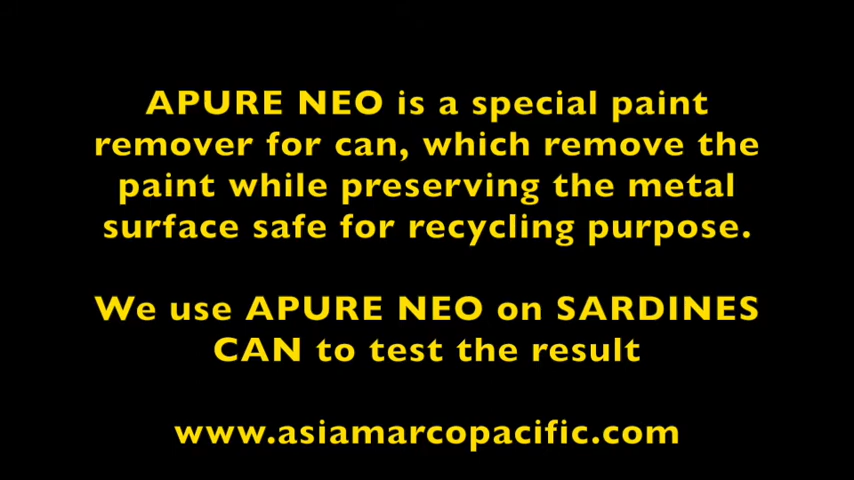 APURE NEO is a special paint
remover for can, which remove the
paint while preserving the metal
surface safe for recycling purpose.
We use APURE NEO on SARDINES
CAN to test the result
www.asiamarcopacific.com